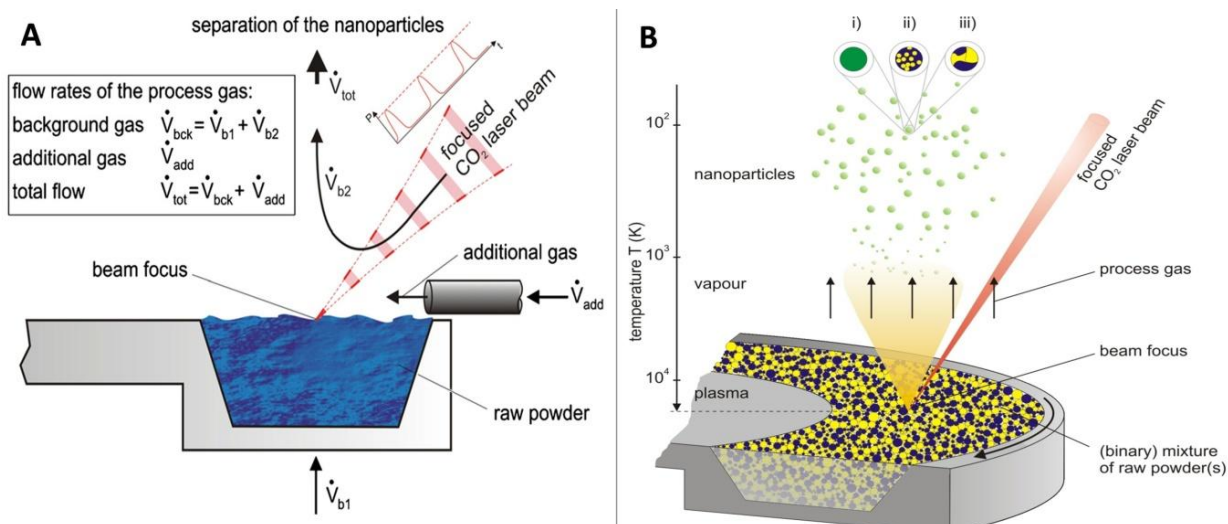 A
separation of the nanoparticles
V̇tot
P
t
flow rates of the process gas:
background gas V̇bck = V̇b1 + V̇b2
additional gas V̇add
total flow V̇tot = V̇bck + V̇add
V̇b2
focused
CO2 laser beam
beam focus
additional gas
V̇add
raw powder
V̇b1
B
i) ii) iii)
temperature T (K)
10²
nanoparticles
10³
vapour
10⁴
plasma
focused
CO2 laser beam
process gas
beam focus
(binary) mixture
of raw powder(s)